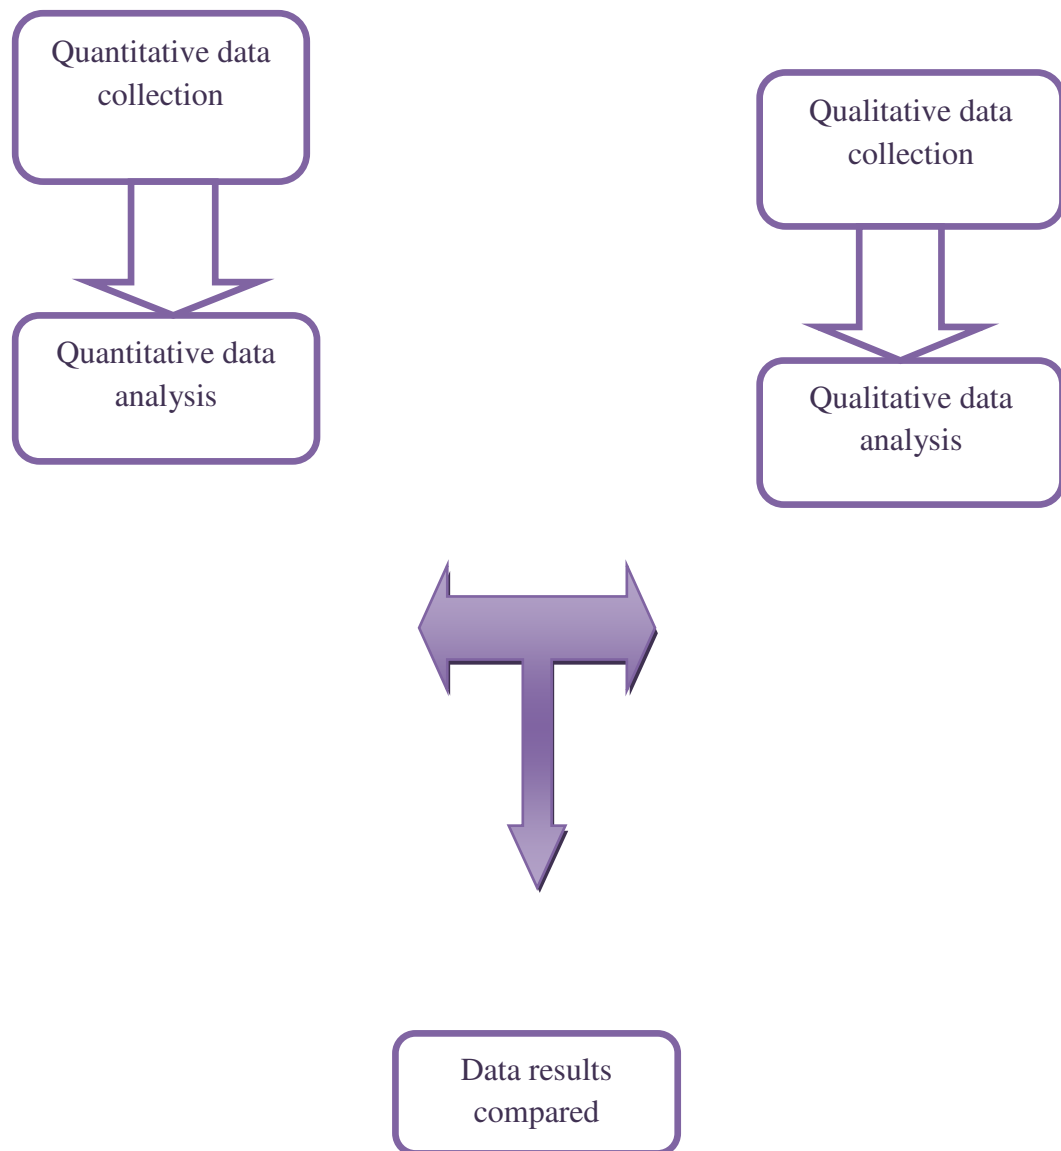 Quantitative data
collection
Qualitative data
collection
Quantitative data
analysis
Qualitative data
analysis
Data results
compared